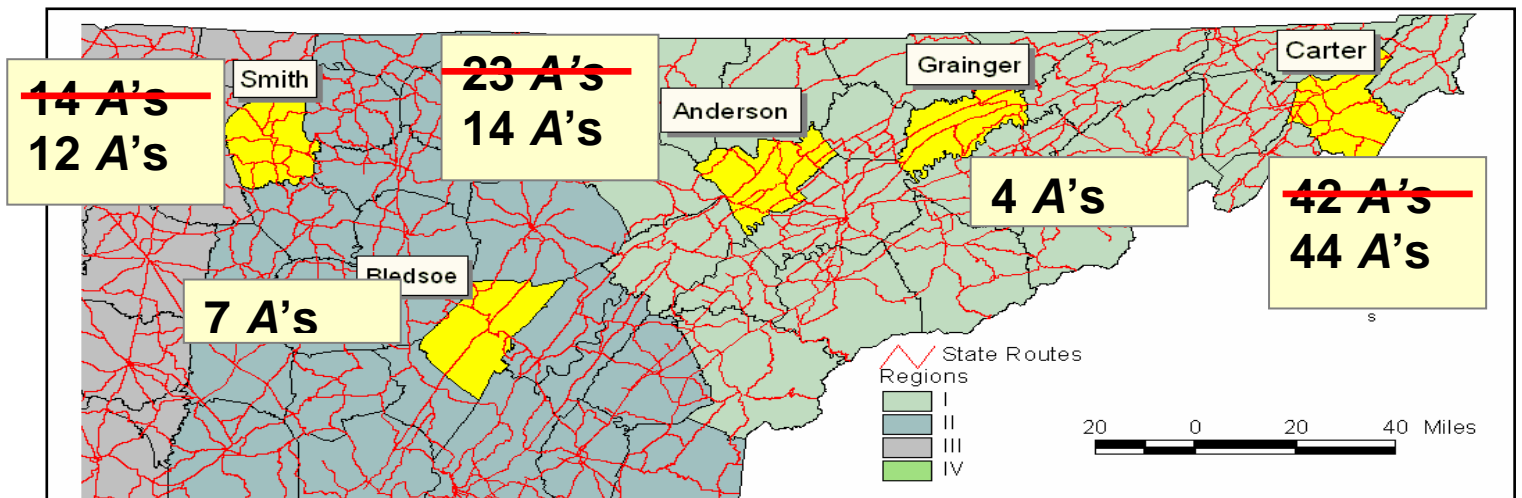 14 A's
12 A's
Smith
23 A's
14 A's
Anderson
Grainger
Carter
4 A's
42 A's
44 A's
s
Bledsoe
7 A's
State Routes
Regions
I
II
III
IV
20 0 20 40 Miles